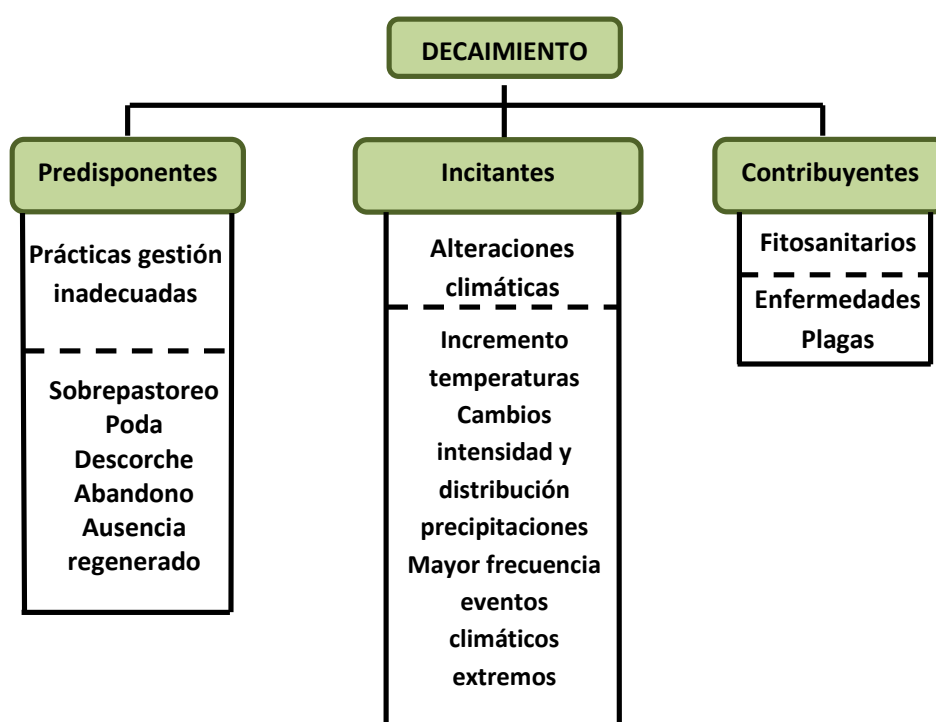 DECAIMIENTO
Predisponentes
Prácticas gestión
inadecuadas
Sobrepastoreo
Poda
Descorche
Abandono
Ausencia
regenerado
Incitantes
Alteraciones
climáticas
Incremento
temperaturas
Cambios
intensidad y
distribución
precipitaciones
Mayor frecuencia
eventos
climáticos
extremos
Contribuyentes
Fitosanitarios
Enfermedades
Plagas